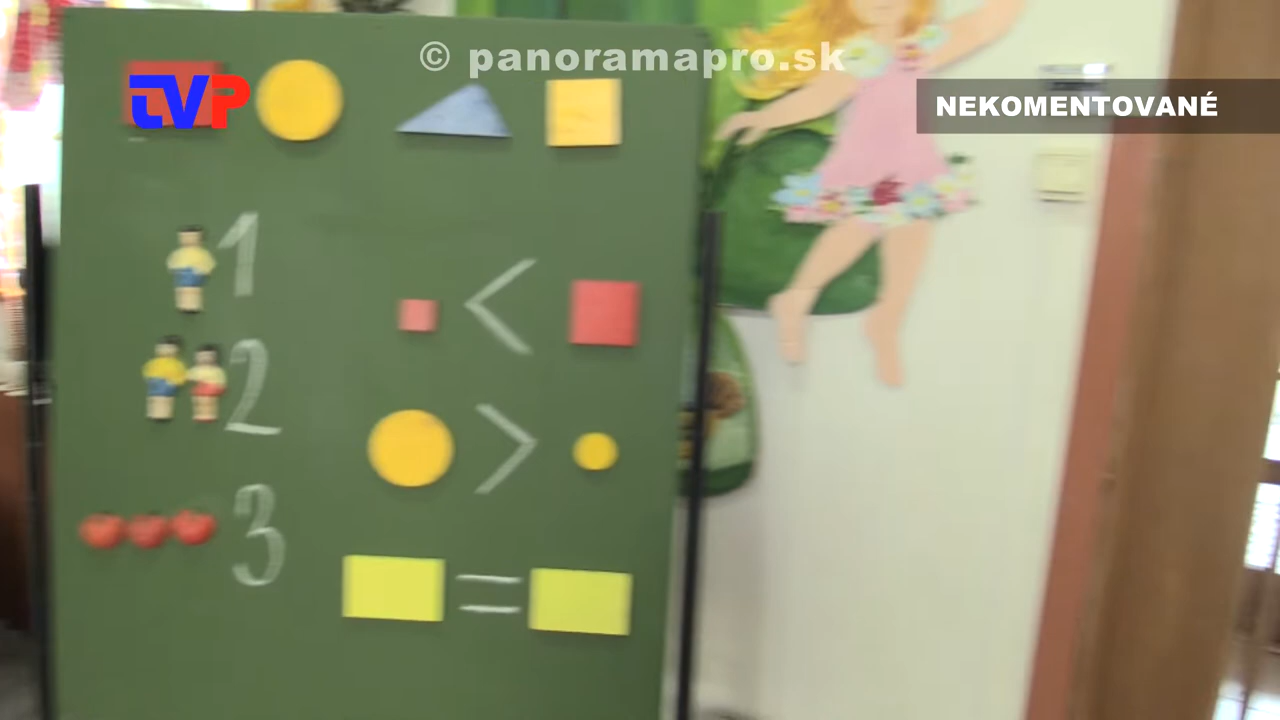 © panoramapro.sk
TVP
NEKOMENTOVANÉ
1
<
2
>
3
=